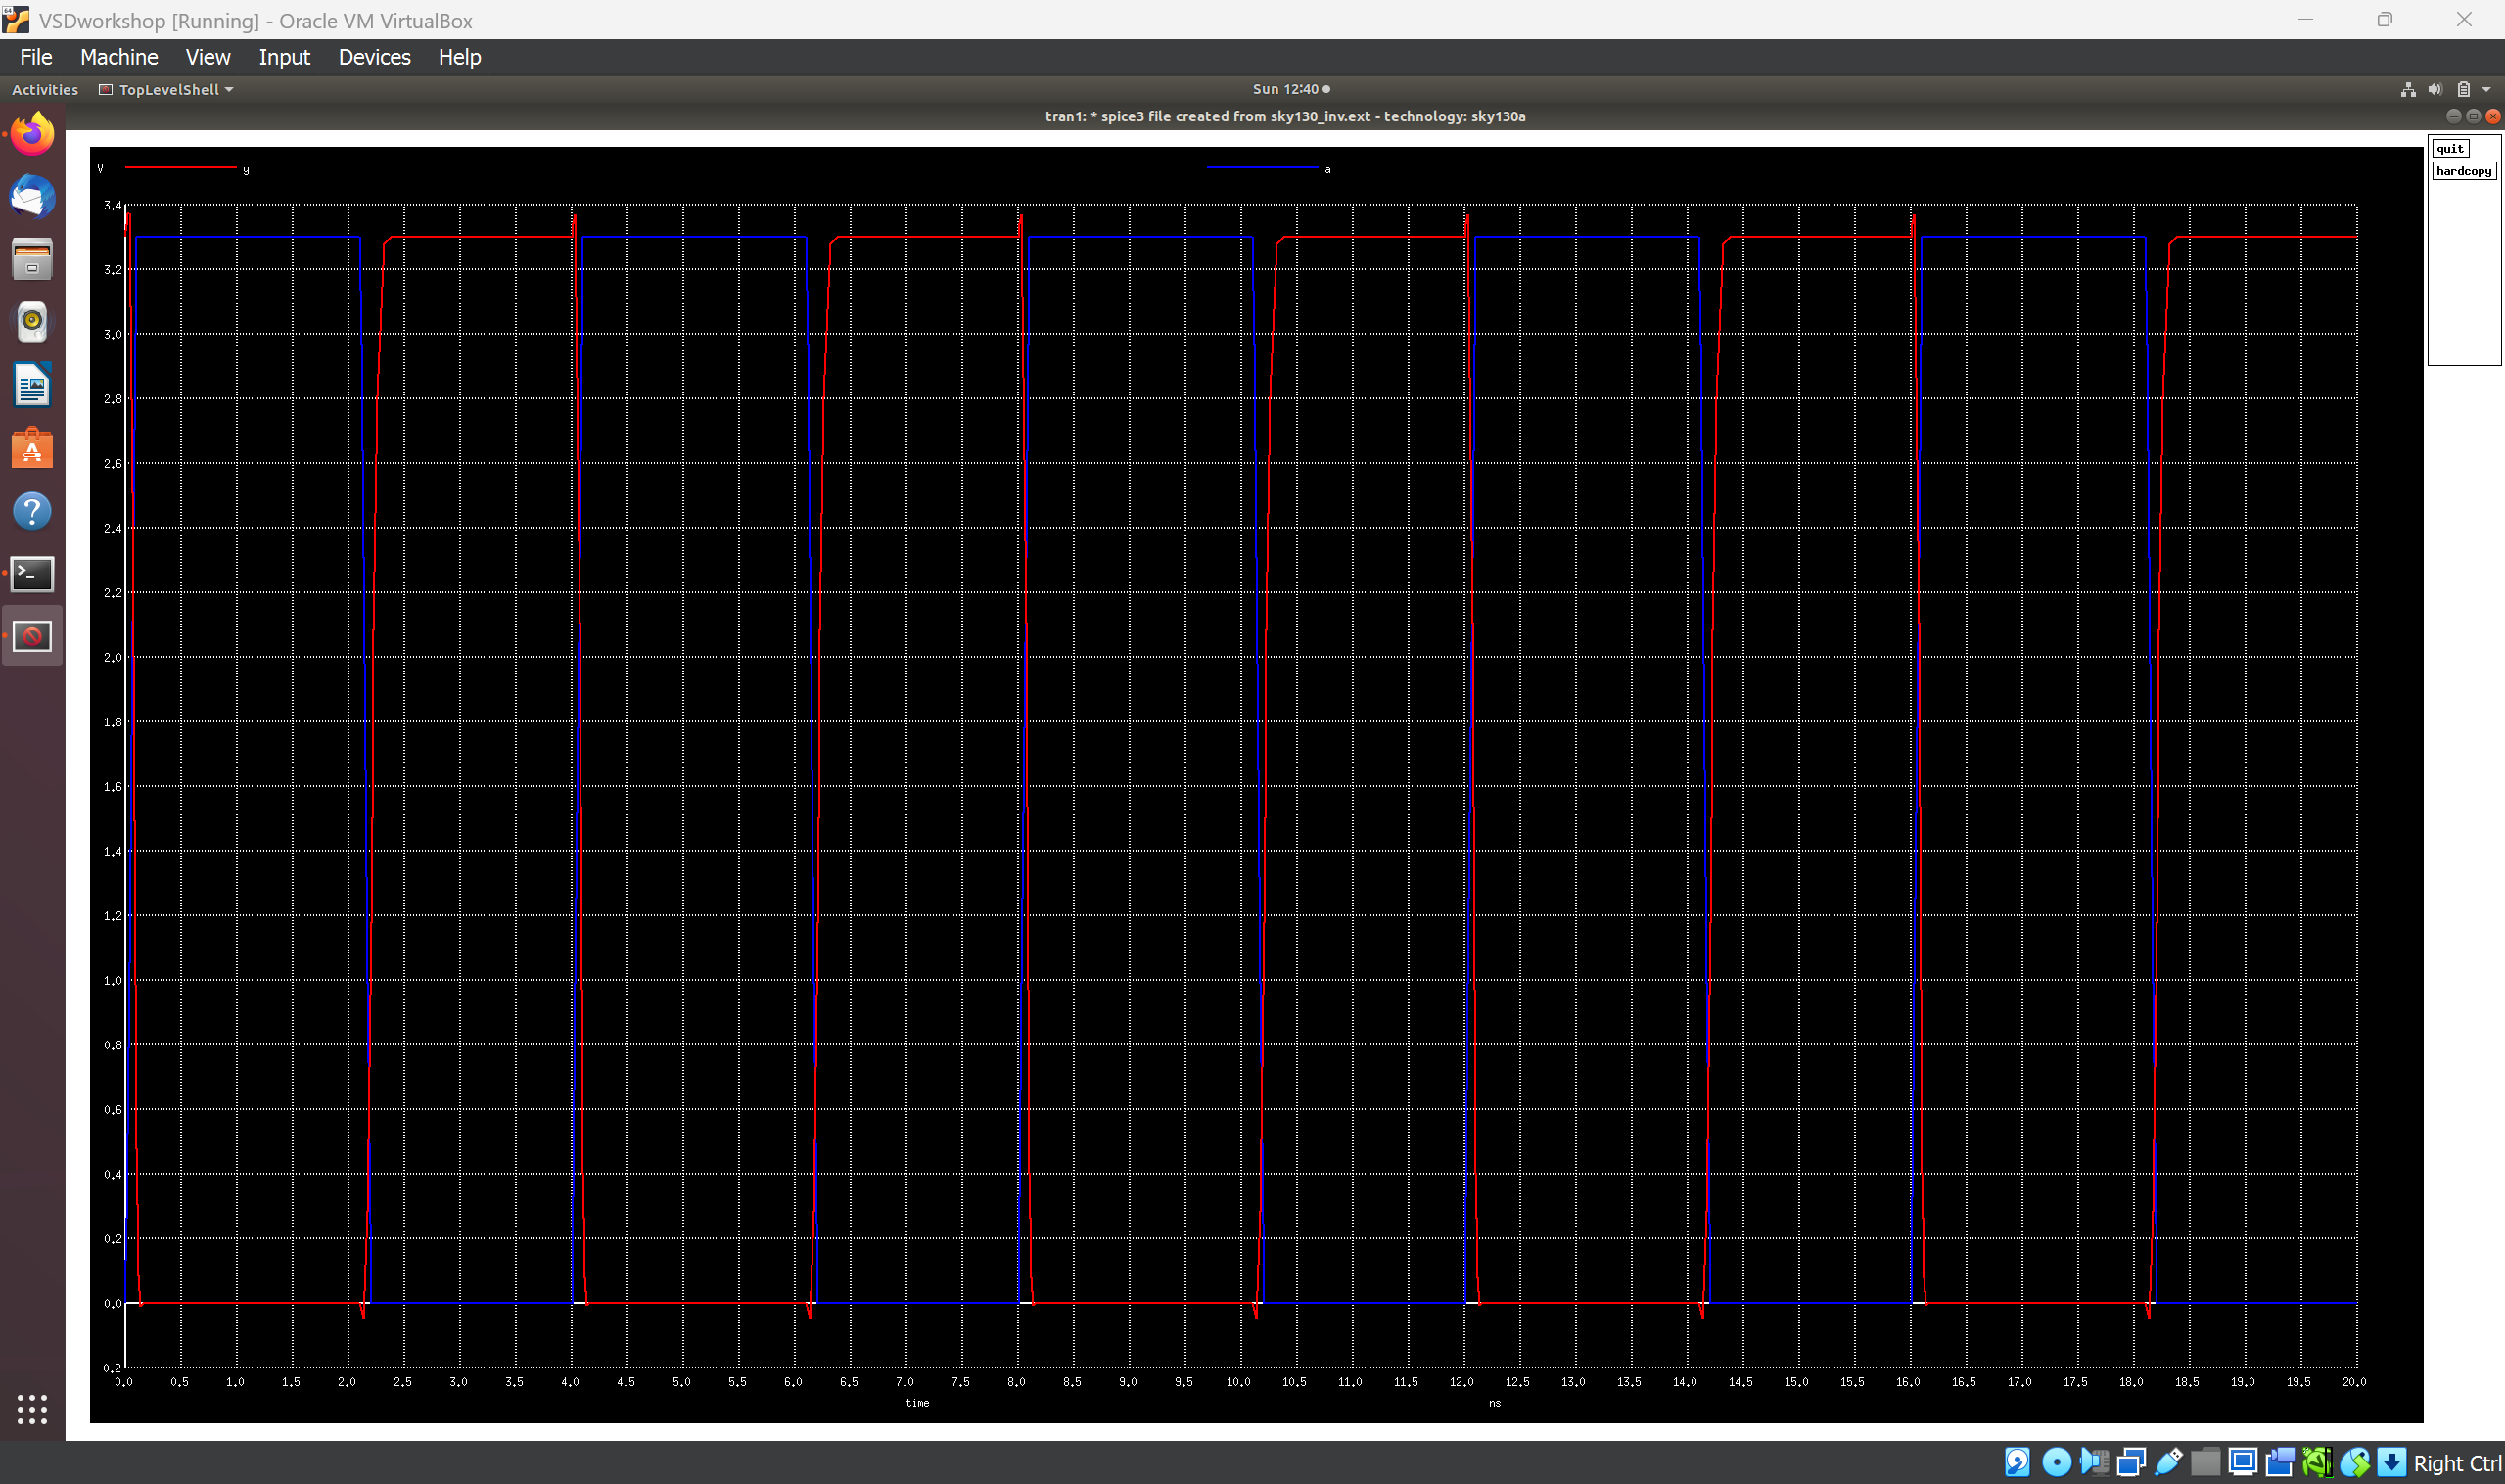 VSDworkshop [Running] - Oracle VM VirtualBox
File Machine View Input Devices Help
Activities TopLevelShell Sun 12:40
tran1: * spice3 file created from sky130_inv.ext - technology: sky130a
quit
hardcopy
V y a
3.4
3.2
3.0
2.8
2.6
2.4
2.2
2.0
1.8
1.6
1.4
1.2
1.0
0.8
0.6
0.4
0.2
0.0
-0.2
0.0 0.5 1.0 1.5 2.0 2.5 3.0 3.5 4.0 4.5 5.0 5.5 6.0 6.5 7.0 7.5 8.0 8.5 9.0 9.5 10.0 10.5 11.0 11.5 12.0 12.5 13.0 13.5 14.0 14.5 15.0 15.5 16.0 16.5 17.0 17.5 18.0 18.5 19.0 19.5 20.0
time ns
Right Ctrl